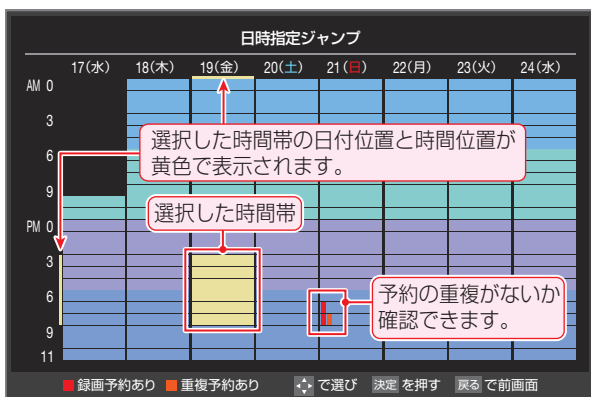 日時指定ジャンプ
17(水) 18(木) 19(金) 20(土) 21(日) 22(月) 23(火) 24(水)
AM 0
3
選択した時間帯の日付位置と時間位置が
黄色で表示されます。
6
9
選択した時間帯
PM 0
3
6
予約の重複がないか
確認できます。
9
11
録画予約あり 重複予約あり で選び 決定 を押す 戻る で前画面